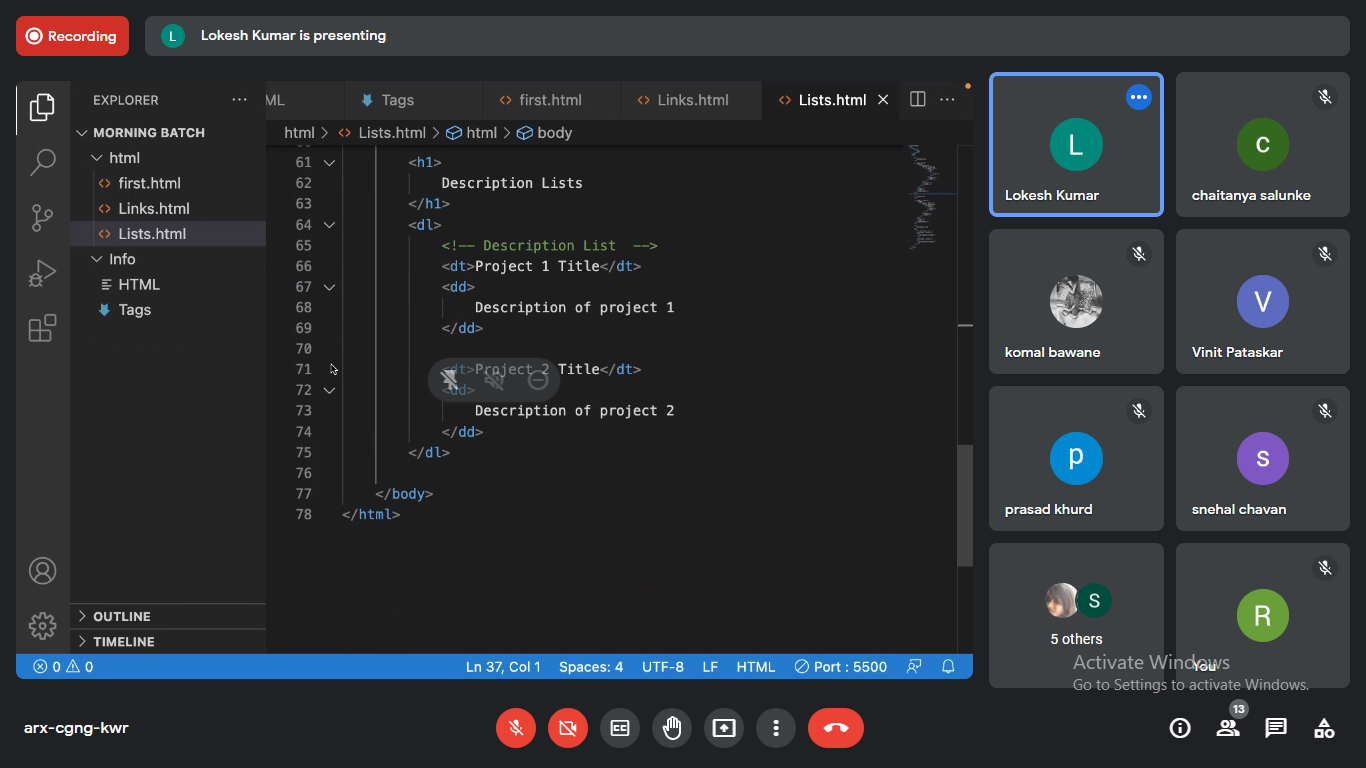 Recording
L
Lokesh Kumar is presenting
EXPLORER
ML
Tags
first.html
Links.html
Lists.html
MORNING BATCH
html
first.html
Links.html
Lists.html
Info
HTML
Tags
html > Lists.html > html > body
61 <h1>
62 Description Lists
63 </h1>
64 <dl>
65 <!-- Description List -->
66 <dt>Project 1 Title</dt>
67 <dd>
68 Description of project 1
69 </dd>
70
71 <dt>Project 2 Title</dt>
72 <dd>
73 Description of project 2
74 </dd>
75 </dl>
76
77 </body>
78 </html>
OUTLINE
TIMELINE
0 0
Ln 37, Col 1 Spaces: 4 UTF-8 LF HTML Port : 5500
L
Lokesh Kumar
c
chaitanya salunke
komal bawane
V
Vinit Pataskar
p
prasad khurd
s
snehal chavan
S
5 others
R
You
Activate Windows
Go to Settings to activate Windows.
arx-cgng-kwr
13